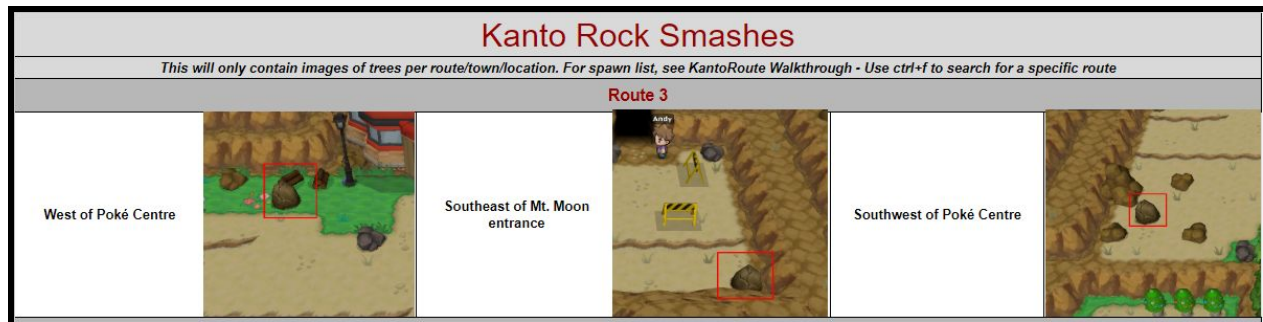 Kanto Rock Smashes
This will only contain images of trees per route/town/location. For spawn list, see KantoRoute Walkthrough - Use ctrl+f to search for a specific route
Route 3
West of Poké Centre
Andy
Southeast of Mt. Moon
entrance
Southwest of Poké Centre